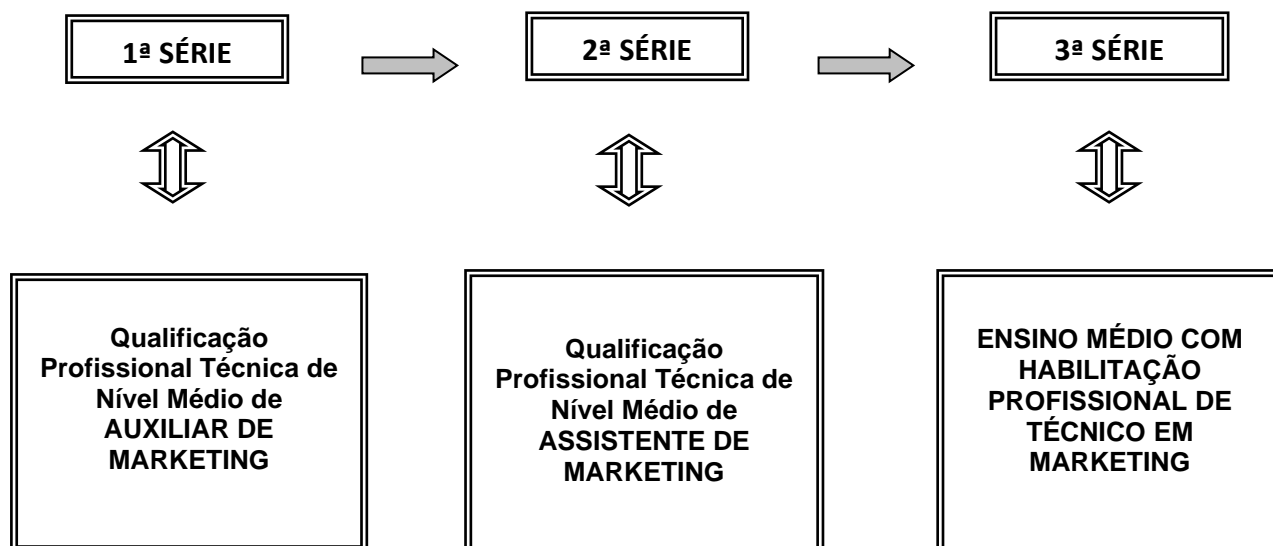 1ª SÉRIE
2ª SÉRIE
3ª SÉRIE
Qualificação
Profissional Técnica de
Nível Médio de
AUXILIAR DE
MARKETING
Qualificação
Profissional Técnica de
Nível Médio de
ASSISTENTE DE
MARKETING
ENSINO MÉDIO COM
HABILITAÇÃO
PROFISSIONAL DE
TÉCNICO EM
MARKETING